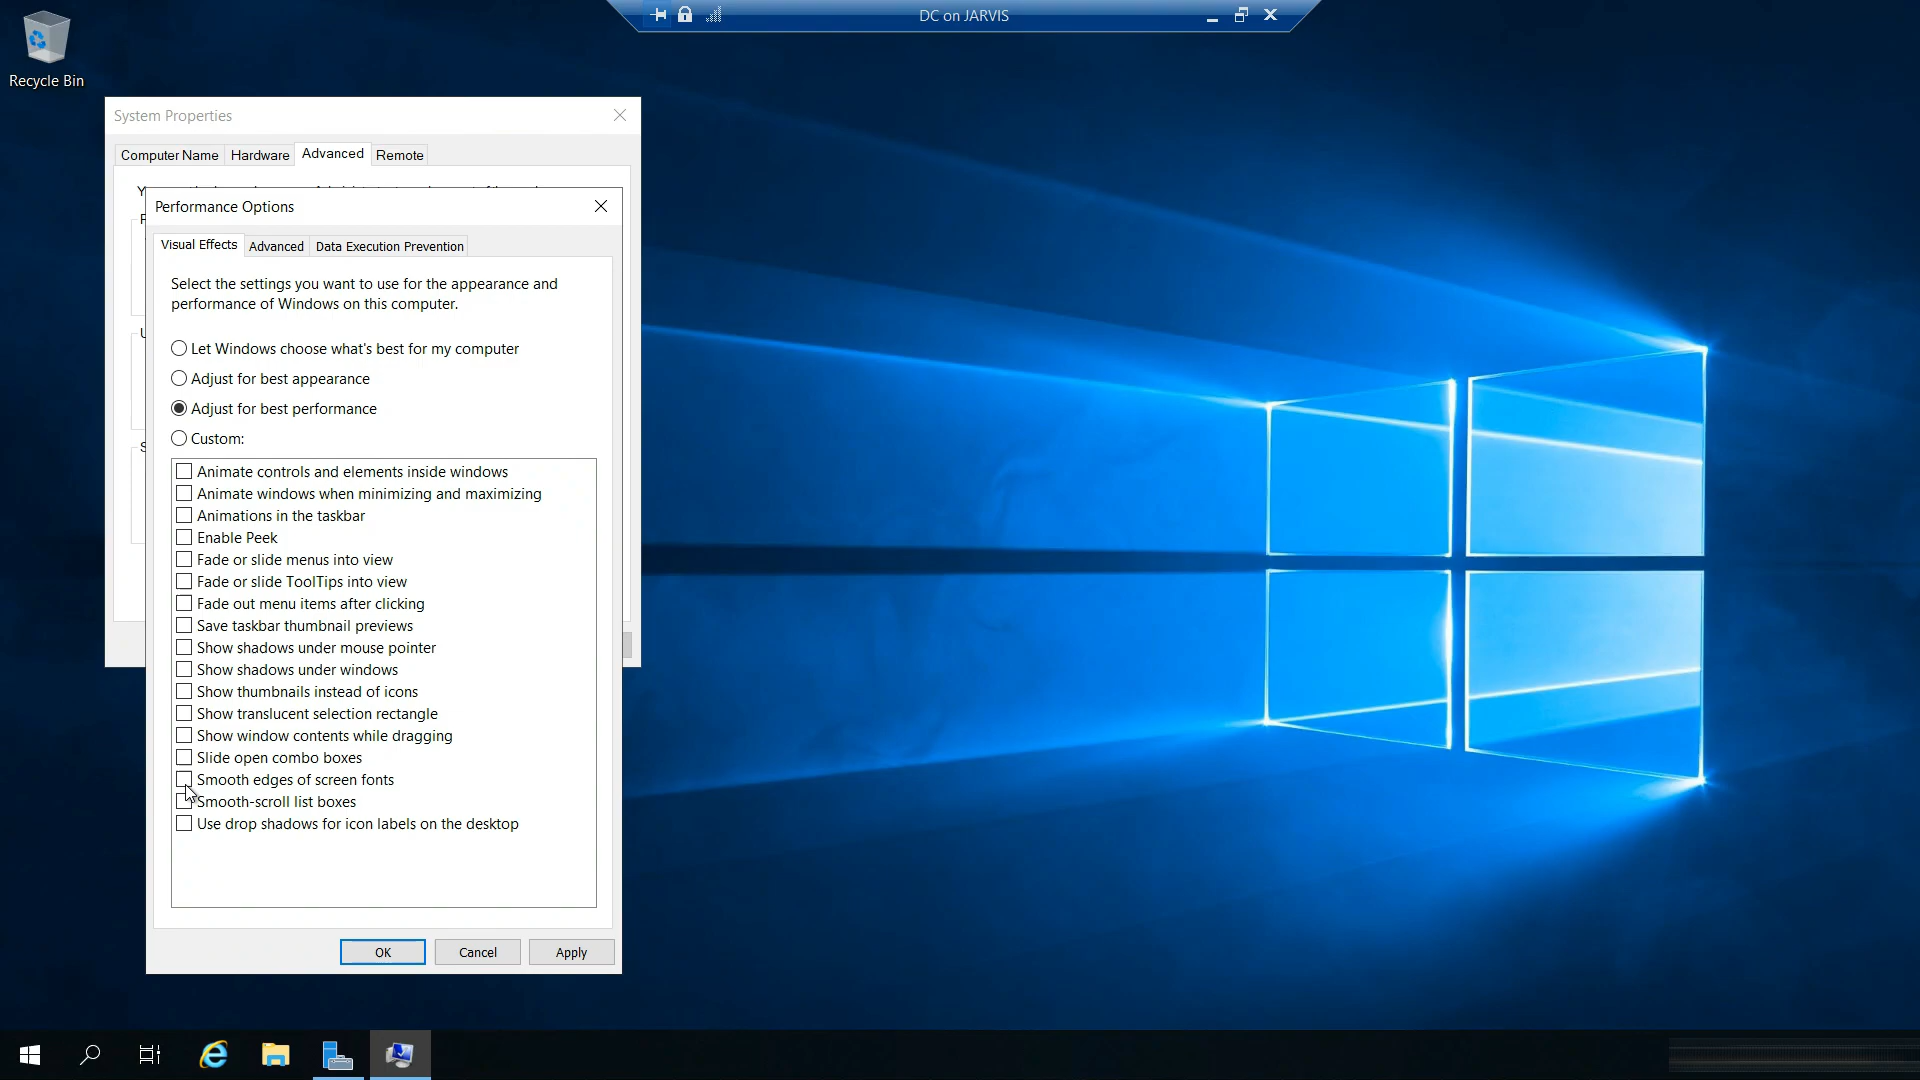 DC on JARVIS
Recycle Bin
System Properties
Computer Name
Hardware
Advanced
Remote
Performance Options
Visual Effects
Advanced
Data Execution Prevention
Select the settings you want to use for the appearance and
performance of Windows on this computer.
Let Windows choose what's best for my computer
Adjust for best appearance
Adjust for best performance
Custom:
Animate controls and elements inside windows
Animate windows when minimizing and maximizing
Animations in the taskbar
Enable Peek
Fade or slide menus into view
Fade or slide ToolTips into view
Fade out menu items after clicking
Save taskbar thumbnail previews
Show shadows under mouse pointer
Show shadows under windows
Show thumbnails instead of icons
Show translucent selection rectangle
Show window contents while dragging
Slide open combo boxes
Smooth edges of screen fonts
Smooth-scroll list boxes
Use drop shadows for icon labels on the desktop
OK
Cancel
Apply